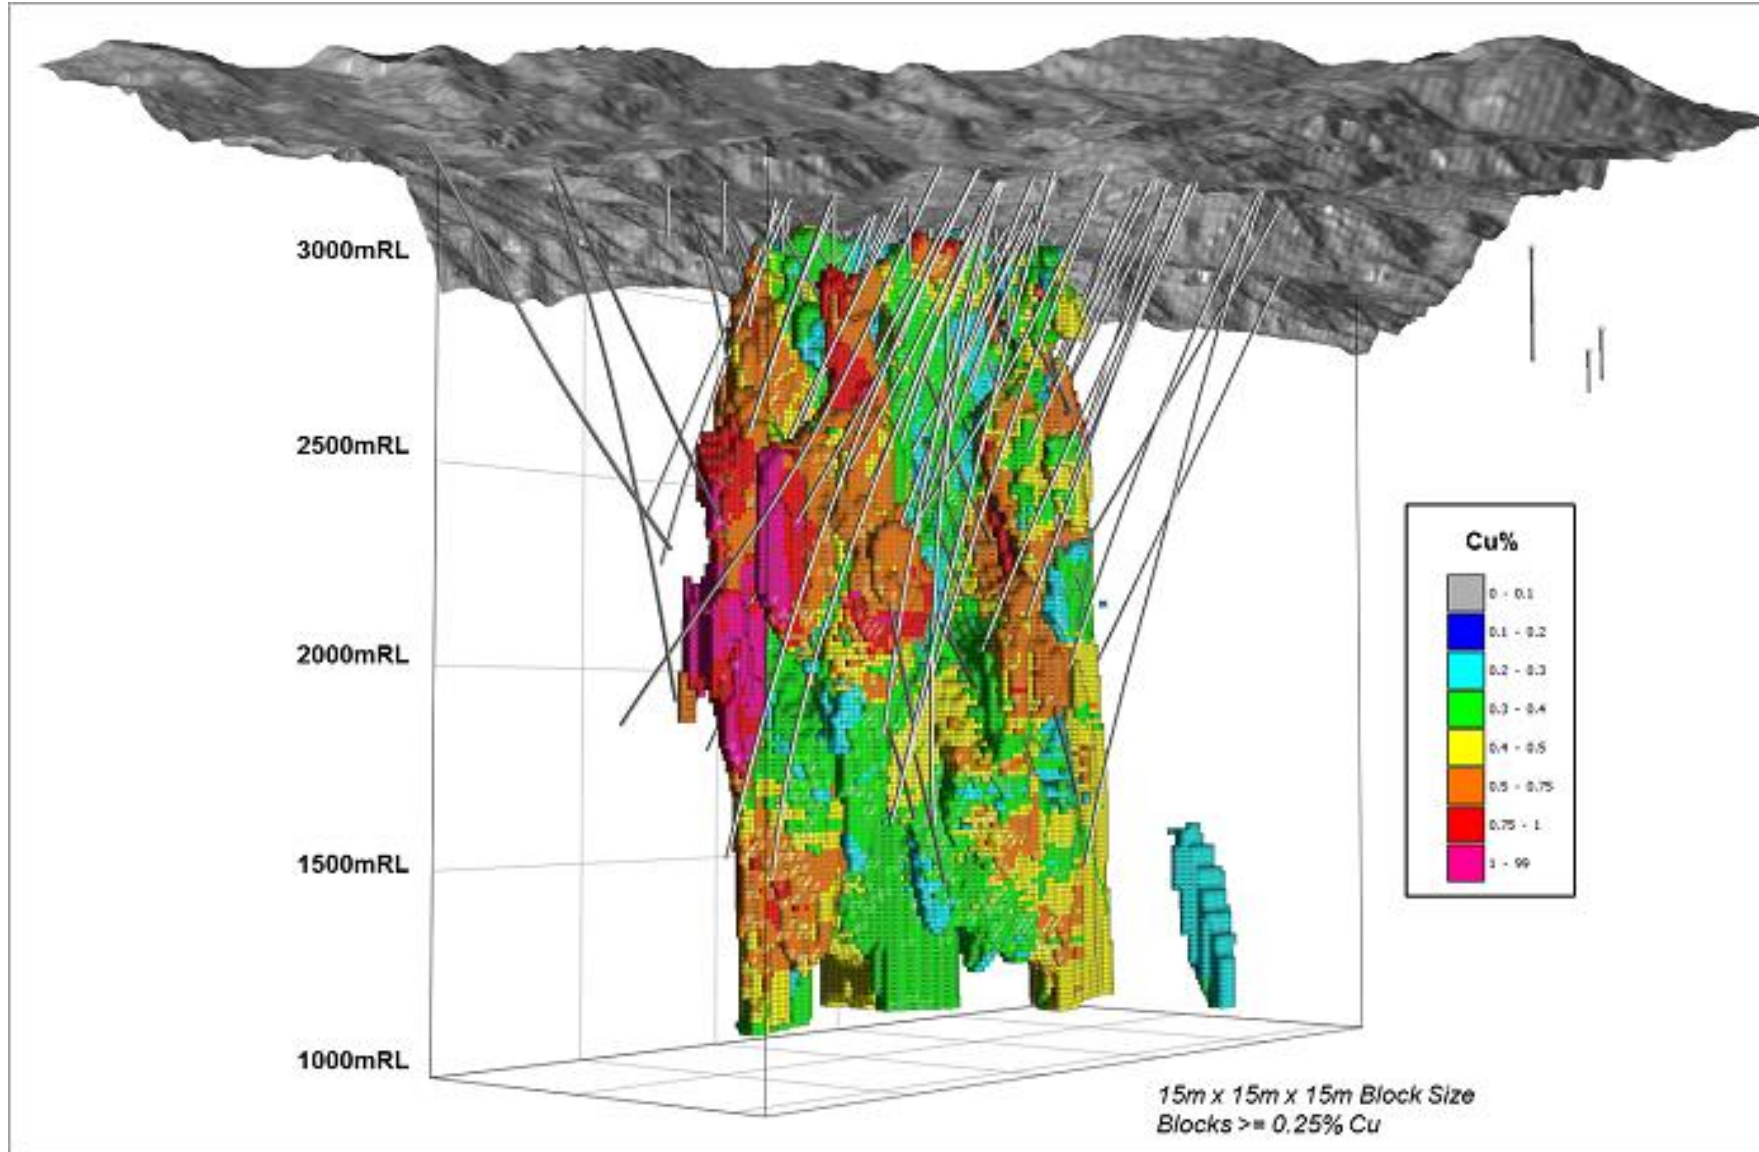 3000mRL
2500mRL
2000mRL
1500mRL
1000mRL
Cu%
0 - 0.1
0.1 - 0.2
0.2 - 0.3
0.3 - 0.4
0.4 - 0.5
0.5 - 0.75
0.75 - 1
1 - 99
15m x 15m x 15m Block Size
Blocks >= 0.25% Cu